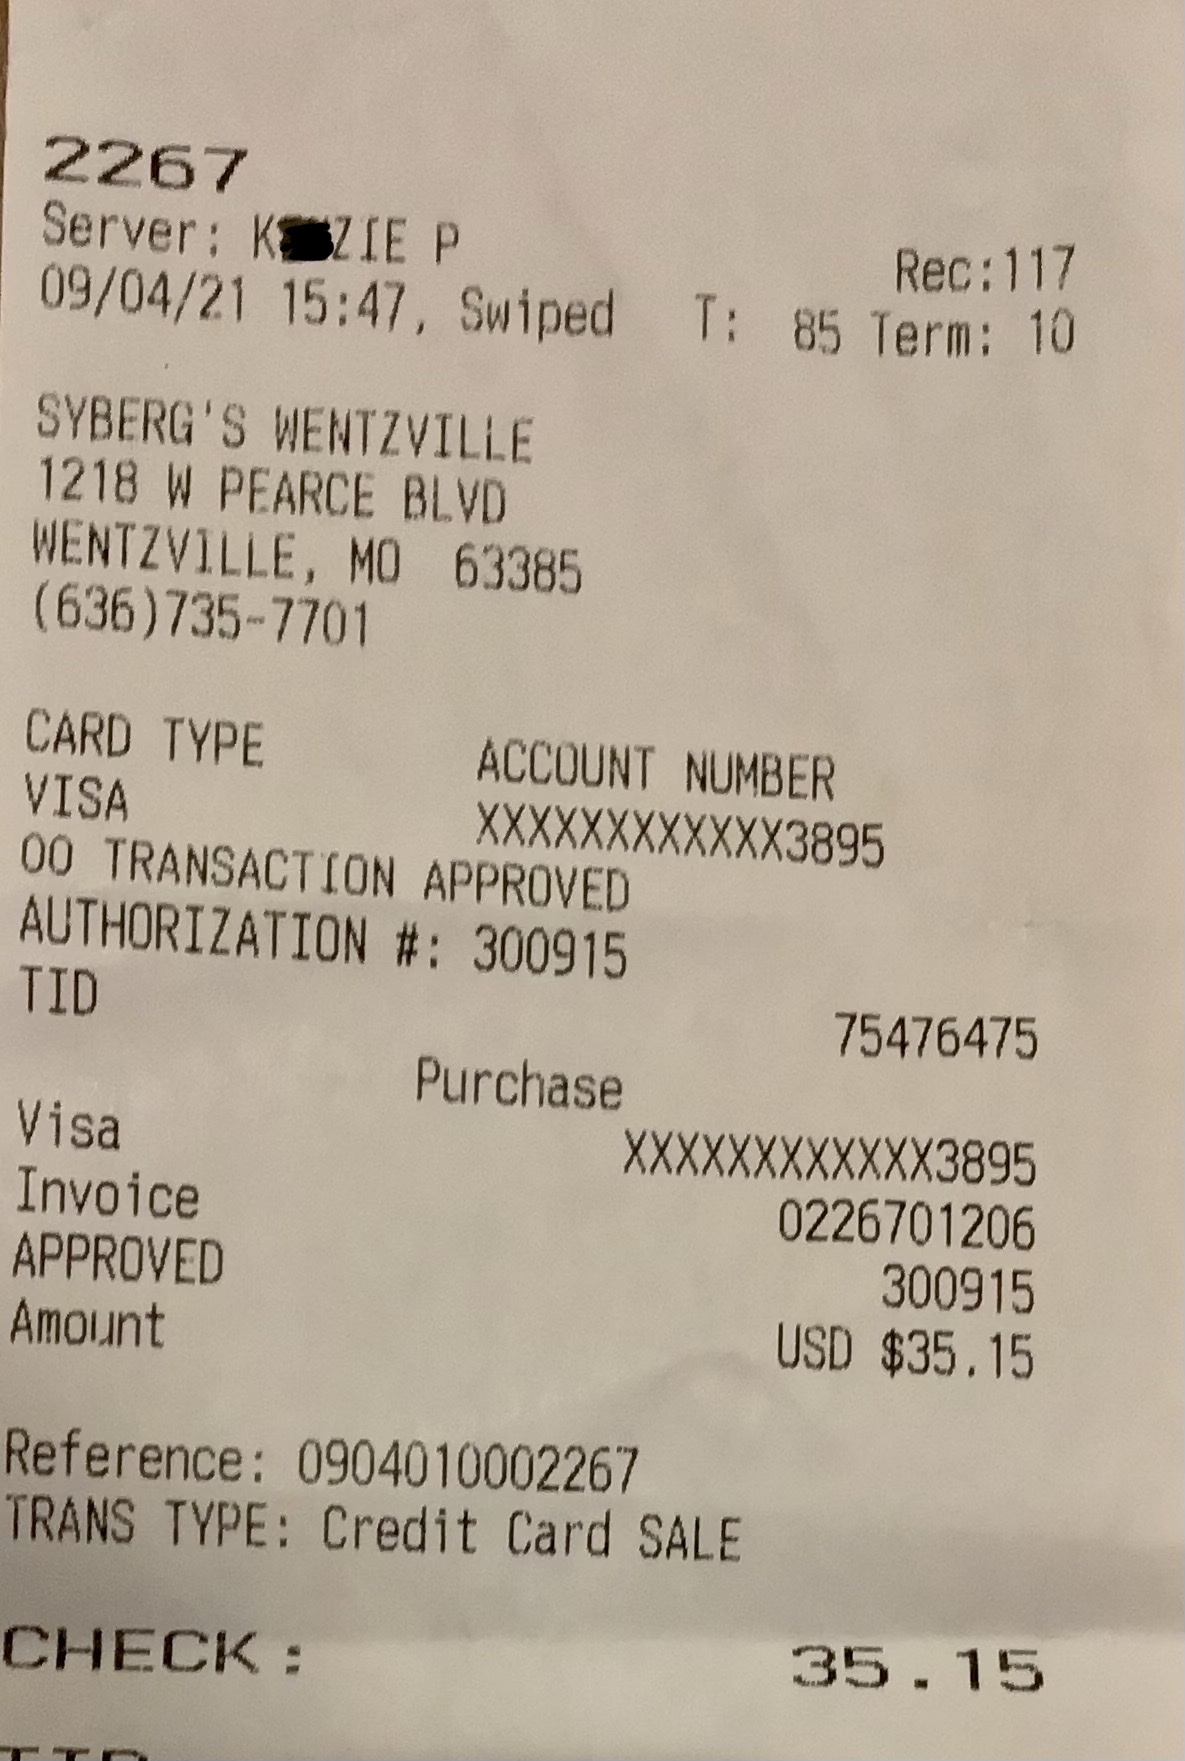 2267
Server: K ZIE P
Rec:117
09/04/21 15:47, Swiped T: 85 Term: 10
SYBERG'S WENTZVILLE
1218 W PEARCE BLVD
WENTZVILLE, MO 63385
(636)735-7701
CARD TYPE ACCOUNT NUMBER
VISA XXXXXXXXXXXX3895
00 TRANSACTION APPROVED
AUTHORIZATION #: 300915
TID 75476475
Purchase
Visa XXXXXXXXXXXX3895
Invoice 0226701206
APPROVED 300915
Amount USD $35.15
Reference: 0904010002267
TRANS TYPE: Credit Card SALE
CHECK: 35.15